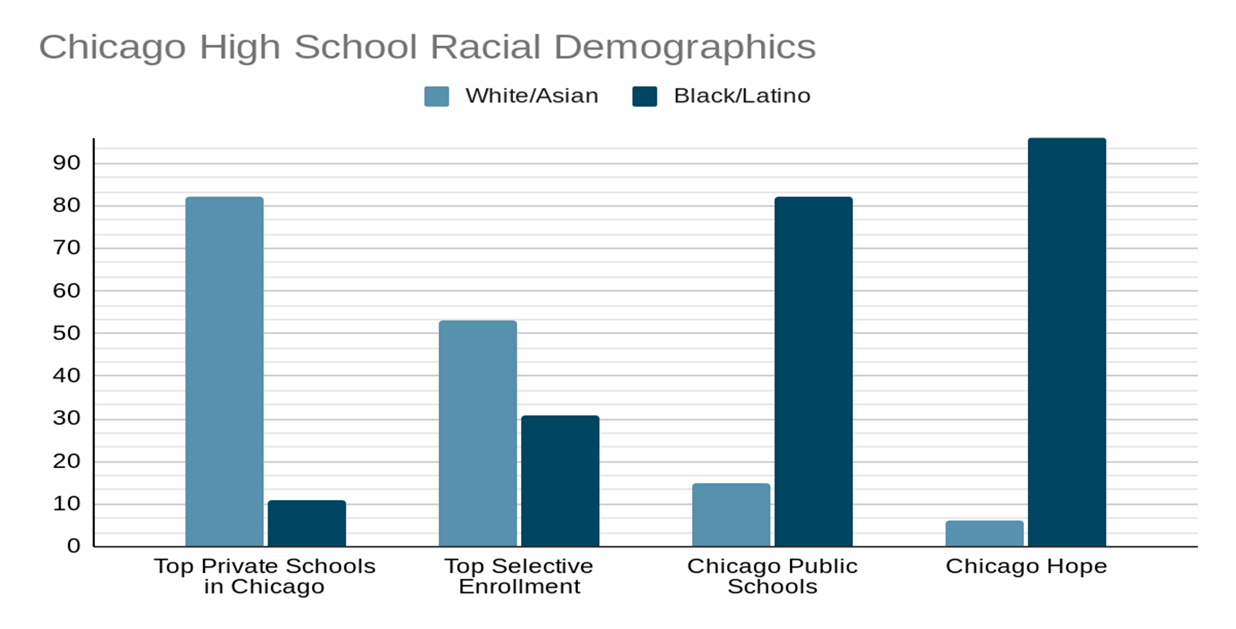 Chicago High School Racial Demographics
White/Asian Black/Latino
90
80
70
60
50
40
30
20
10
0
Top Private Schools
in Chicago
Top Selective
Enrollment
Chicago Public
Schools
Chicago Hope